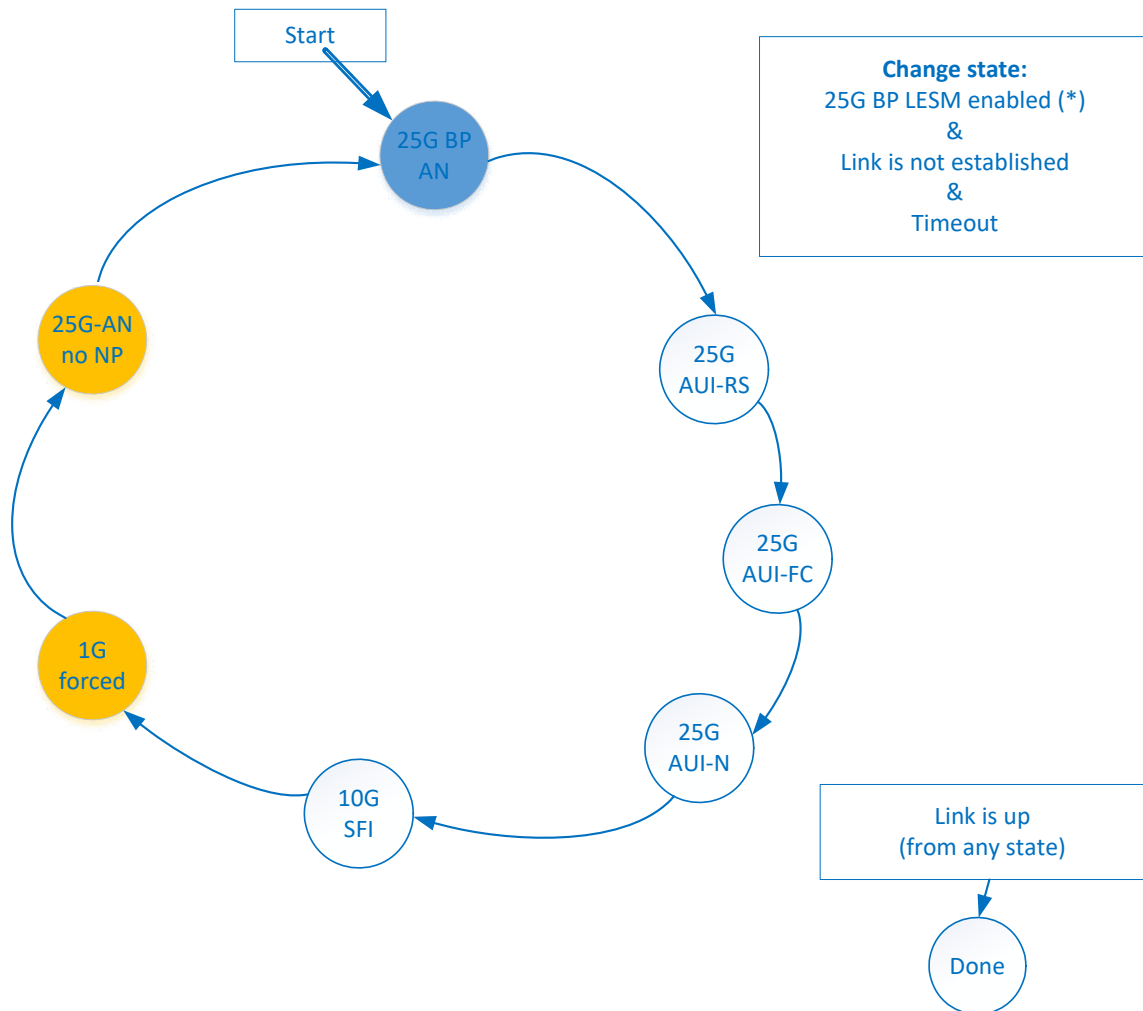 Start
Change state:
25G BP LESM enabled (*)
&
Link is not established
&
Timeout
25G BP
AN
25G-AN
no NP
25G
AUI-RS
25G
AUI-FC
1G
forced
25G
AUI-N
10G
SFI
Link is up
(from any state)
Done